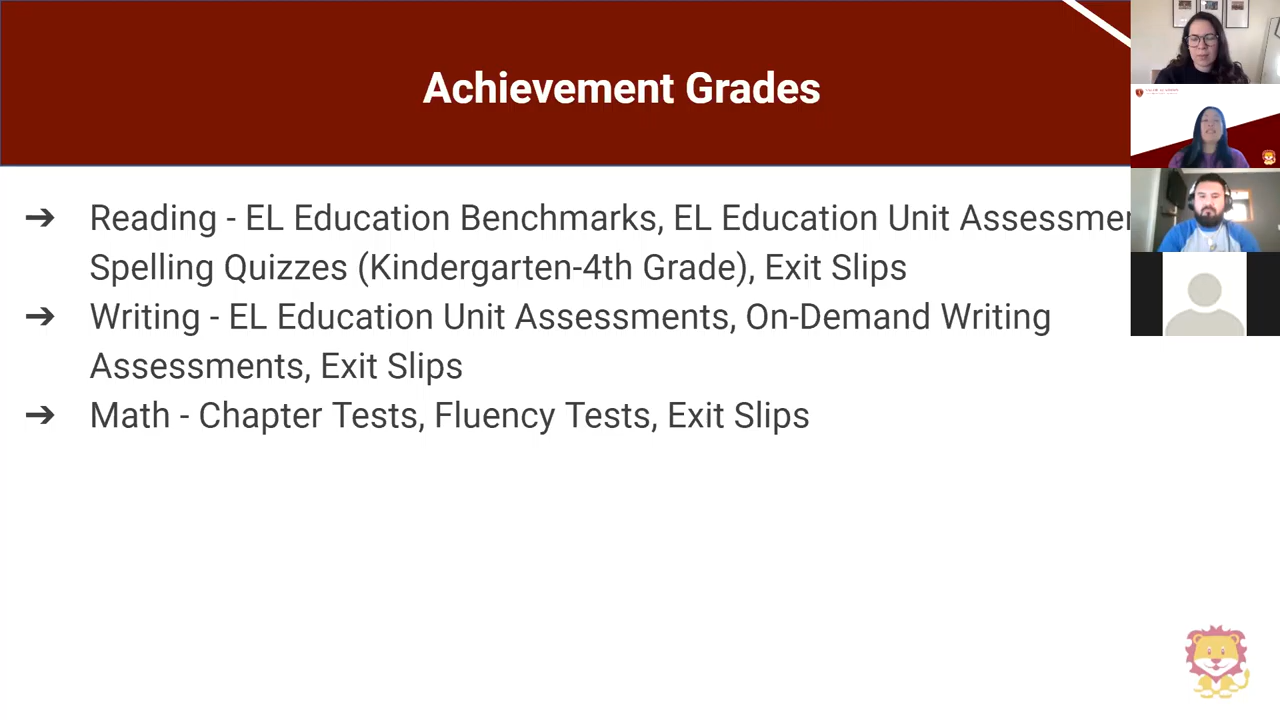 Achievement Grades
➔ Reading - EL Education Benchmarks, EL Education Unit
Spelling Quizzes (Kindergarten-4th Grade), Exit Slips
➔ Writing - EL Education Unit Assessments, On-Demand Writing
Assessments, Exit Slips
➔ Math - Chapter Tests, Fluency Tests, Exit Slips